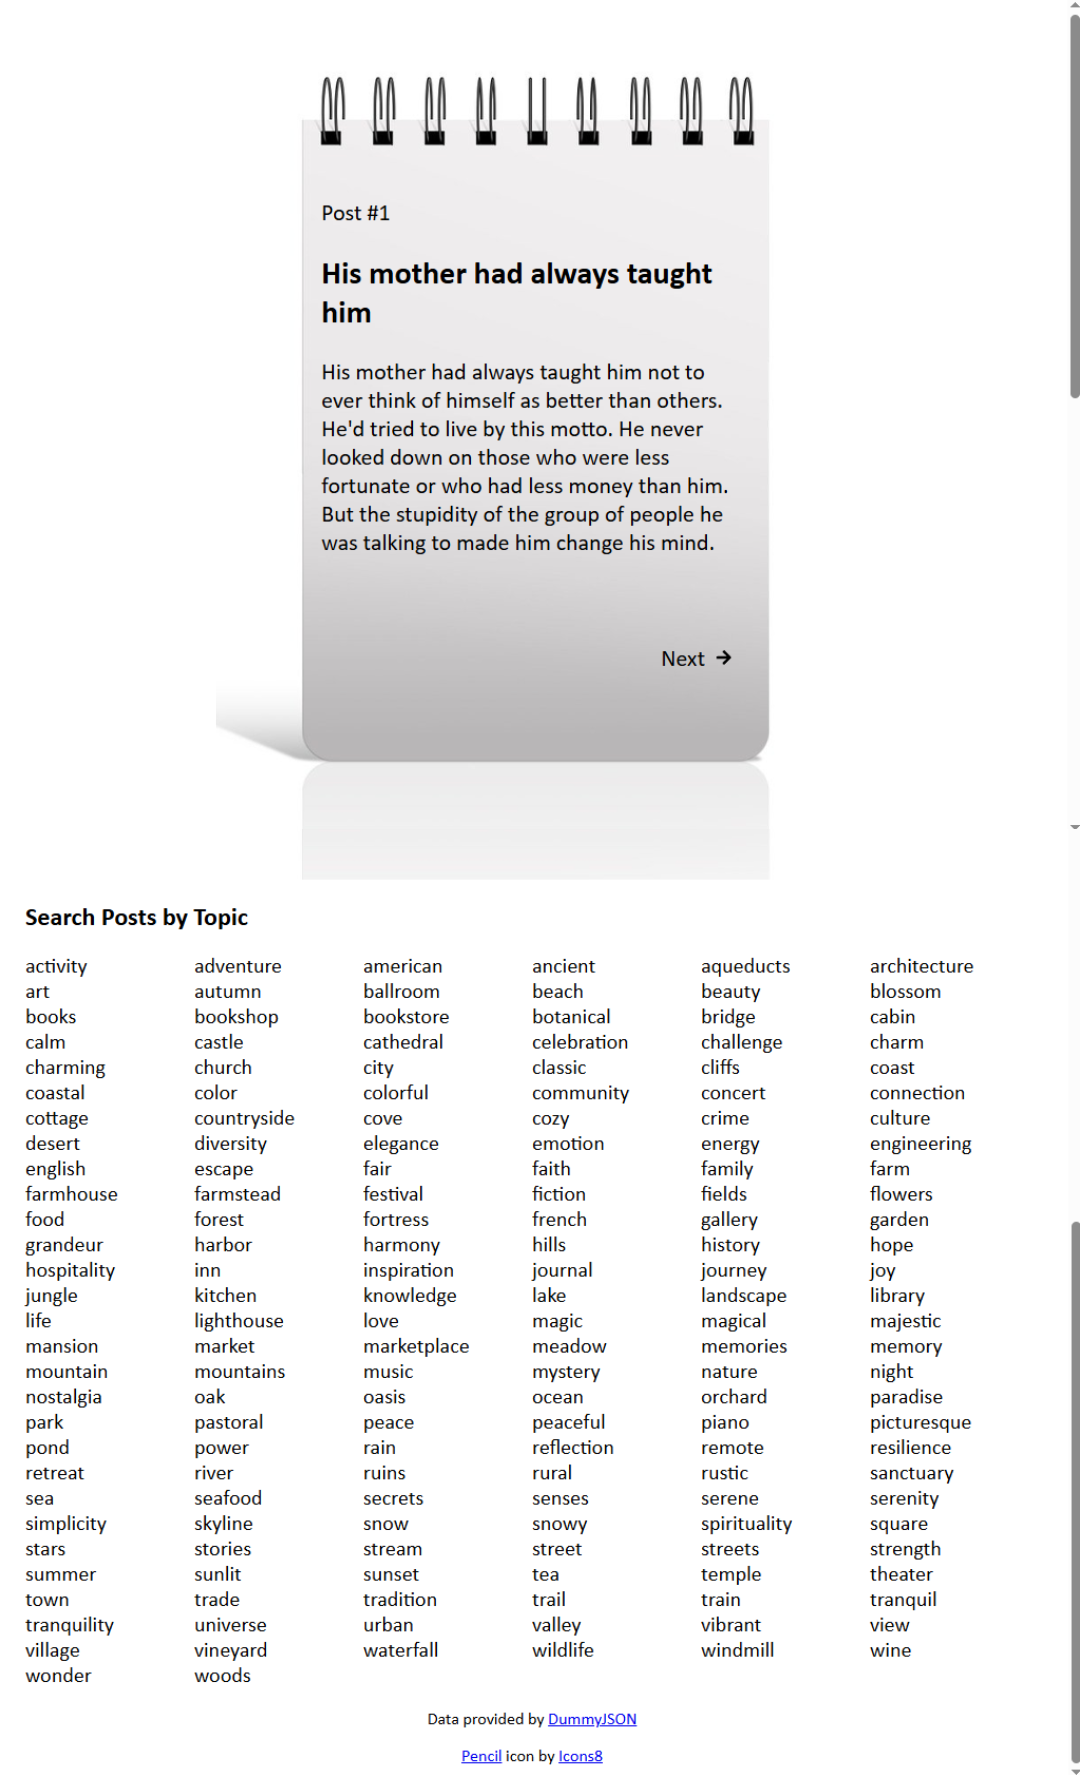 Post #1
His mother had always taught
him
His mother had always taught him not to
ever think of himself as better than others.
He'd tried to live by this motto. He never
looked down on those who were less
fortunate or who had less money than him.
But the stupidity of the group of people he
was talking to made him change his mind.
Next →
Search Posts by Topic
activity adventure american ancient aqueducts architecture
art autumn ballroom beach beauty blossom
books bookshop bookstore botanical bridge cabin
calm castle cathedral celebration challenge charm
charming church city classic cliffs coast
coastal color colorful community concert connection
cottage countryside cove cozy crime culture
desert diversity elegance emotion energy engineering
english escape fair faith family farm
farmhouse farmstead festival fiction fields flowers
food forest fortress french gallery garden
grandeur harbor harmony hills history hope
hospitality inn inspiration journal journey joy
jungle kitchen knowledge lake landscape library
life lighthouse love magic magical majestic
mansion market marketplace meadow memories memory
mountain mountains music mystery nature night
nostalgia oak oasis ocean orchard paradise
park pastoral peace peaceful piano picturesque
pond power rain reflection remote resilience
retreat river ruins rural rustic sanctuary
sea seafood secrets senses serene serenity
simplicity skyline snow snowy spirituality square
stars stories stream street streets strength
summer sunlit sunset tea temple theater
town trade tradition trail train tranquil
tranquility universe urban valley vibrant view
village vineyard waterfall wildlife windmill wine
wonder woods
Data provided by DummyJSON
Pencil icon by Icons8